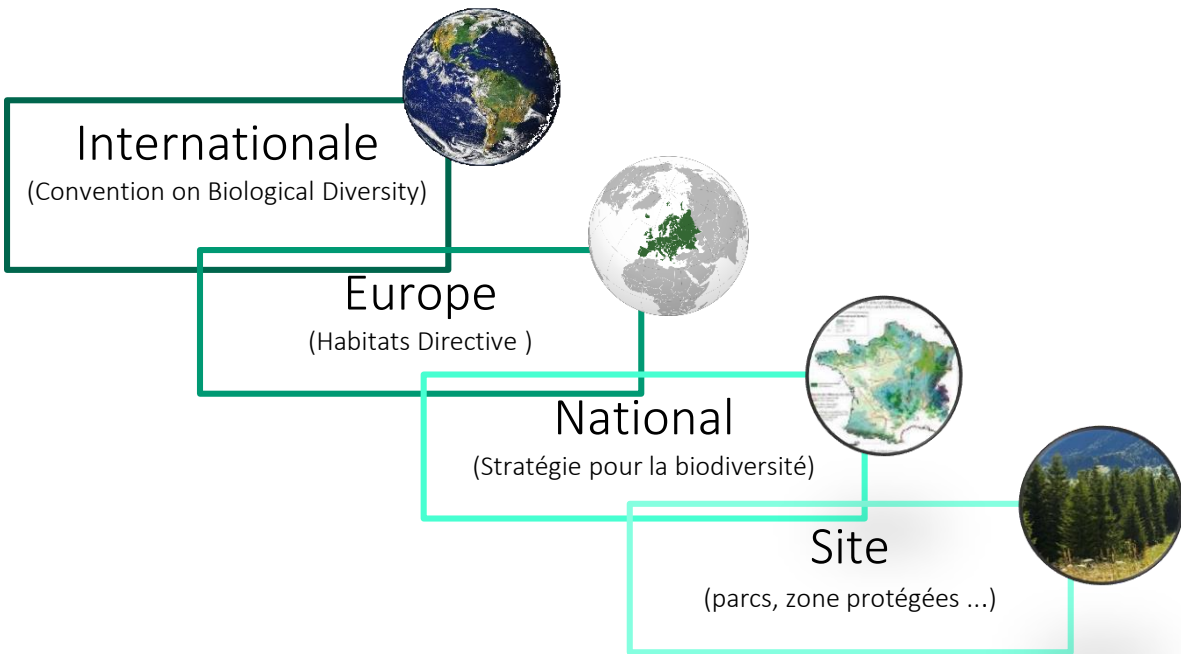 Internationale
(Convention on Biological Diversity)
Europe
(Habitats Directive )
National
(Stratégie pour la biodiversité)
Site
(parcs, zone protégées ...)